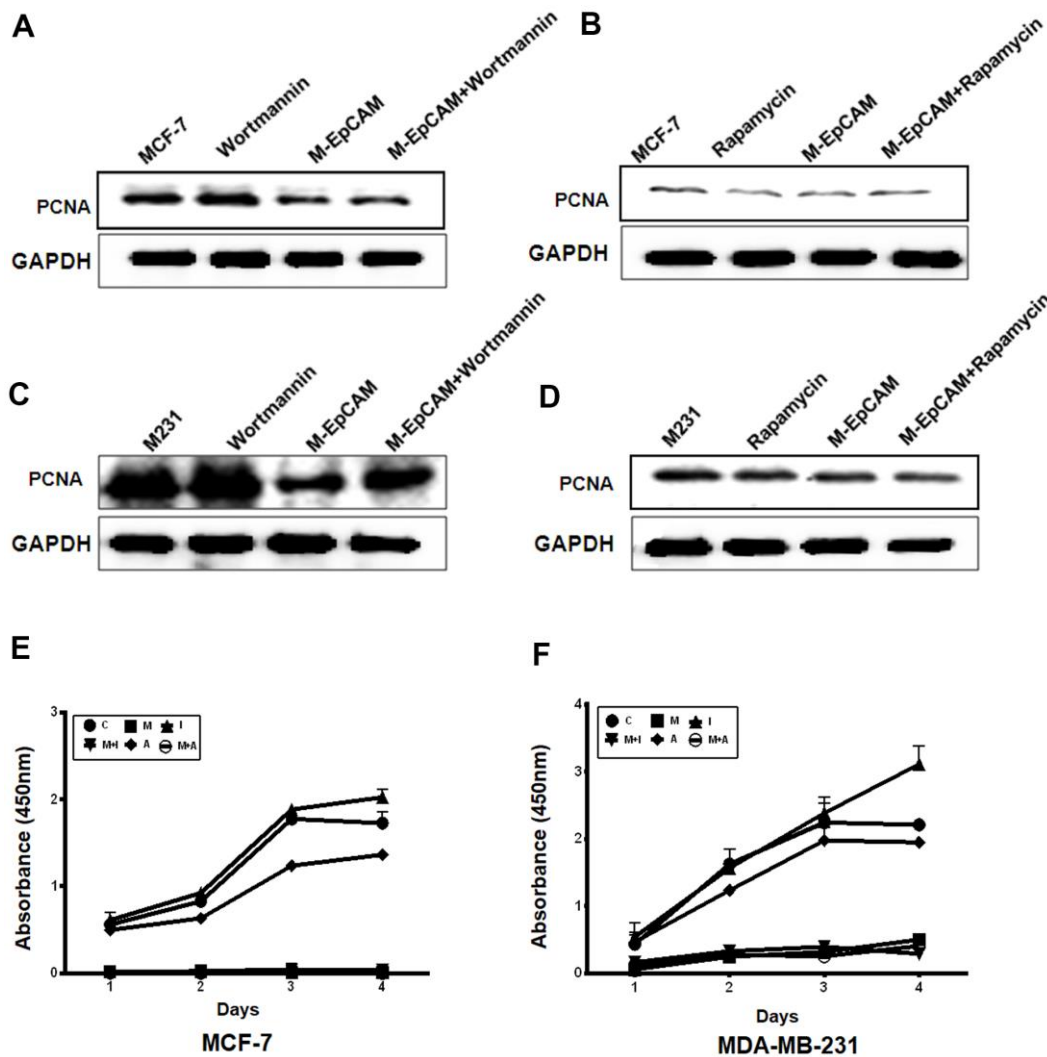 A
MCF-7 Wortmannin M-EpCAM M-EpCAM+Wortmannin
PCNA
GAPDH
B
MCF-7 Rapamycin M-EpCAM M-EpCAM+Rapamycin
PCNA
GAPDH
C
M231 Wortmannin M-EpCAM M-EpCAM+Wortmannin
PCNA
GAPDH
D
M231 Rapamycin M-EpCAM M-EpCAM+Rapamycin
PCNA
GAPDH
E
C M I
M+I A M+A
Absorbance (450nm)
3
2
1
0
1 2 3 4
Days
MCF-7
F
C M I
M+I A M+A
Absorbance (450nm)
4
3
2
1
0
1 2 3 4
Days
MDA-MB-231